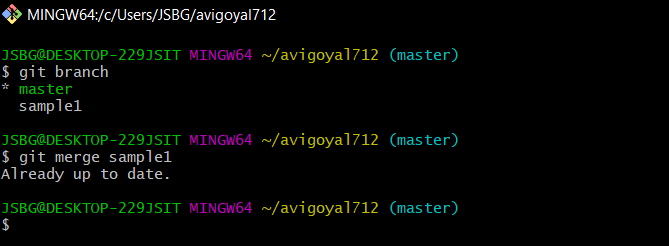 MINGW64:/c/Users/JSBG/avigoyal712
JSBG@DESKTOP-229JSIT MINGW64 ~/avigoyal712 (master)
$ git branch
* master
  sample1
JSBG@DESKTOP-229JSIT MINGW64 ~/avigoyal712 (master)
$ git merge sample1
Already up to date.
JSBG@DESKTOP-229JSIT MINGW64 ~/avigoyal712 (master)
$